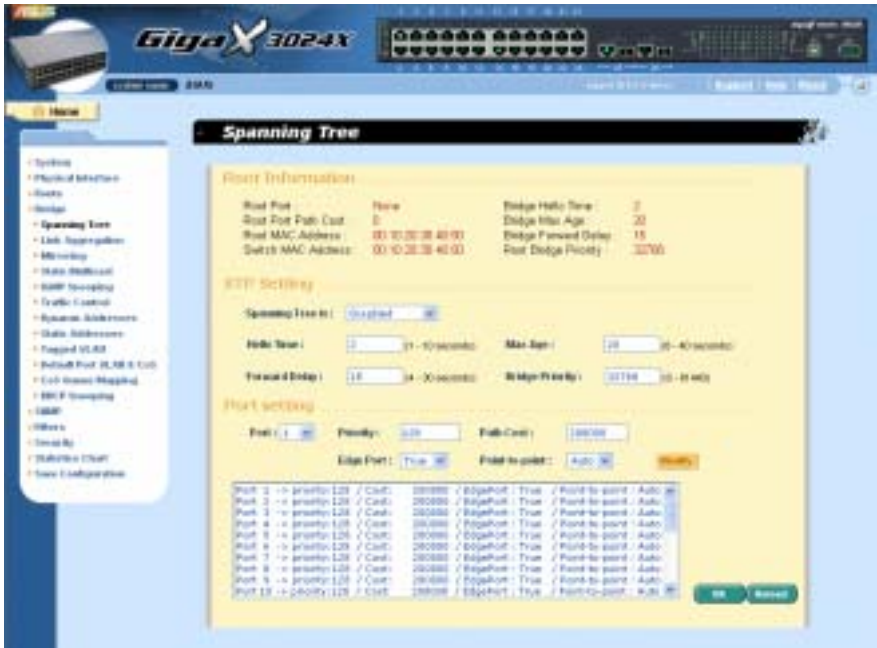 ASUS
GigaX 3024X
ASUS
Support | Help | About
Home
Spanning Tree
System
Physical Interface
Route
Bridge
Spanning Tree
Link Aggregation
Mirroring
Static Multicast
IGMP Snooping
Traffic Control
Dynamic Addresses
Static Addresses
Tagged VLAN
Default Port VLAN & CoS
CoS Queue Mapping
DHCP Snooping
SNMP
Filters
Security
Statistics Chart
Save Configuration
Root Information
Root Port : None
Root Port Path Cost : 0
Root MAC Address :
Switch MAC Address :
Bridge Hello Time : 2
Bridge Max Age : 20
Bridge Forward Delay : 15
Root Bridge Priority : 32768
STP Setting
Spanning Tree is : Disabled
Hello Time : 2 (1 - 10 seconds)
Max Age : 20 (6 - 40 seconds)
Forward Delay : 15 (4 - 30 seconds)
Bridge Priority : 32768
Port setting
Port : 1 Priority : 128 Path Cost : 200000
Edge Port : True Point-to-point : Auto Modify
Port 1 -> priority:128 / Cost: 200000 / EdgePort : True / Point-to-point : Auto
Port 2 -> priority:128 / Cost: 200000 / EdgePort : True / Point-to-point : Auto
Port 3 -> priority:128 / Cost: 200000 / EdgePort : True / Point-to-point : Auto
Port 4 -> priority:128 / Cost: 200000 / EdgePort : True / Point-to-point : Auto
Port 5 -> priority:128 / Cost: 200000 / EdgePort : True / Point-to-point : Auto
Port 6 -> priority:128 / Cost: 200000 / EdgePort : True / Point-to-point : Auto
Port 7 -> priority:128 / Cost: 200000 / EdgePort : True / Point-to-point : Auto
Port 8 -> priority:128 / Cost: 200000 / EdgePort : True / Point-to-point : Auto
Port 9 -> priority:128 / Cost: 200000 / EdgePort : True / Point-to-point : Auto
Port 10 -> priority:128 / Cost: 200000 / EdgePort : True / Point-to-point : Auto
OK Reload